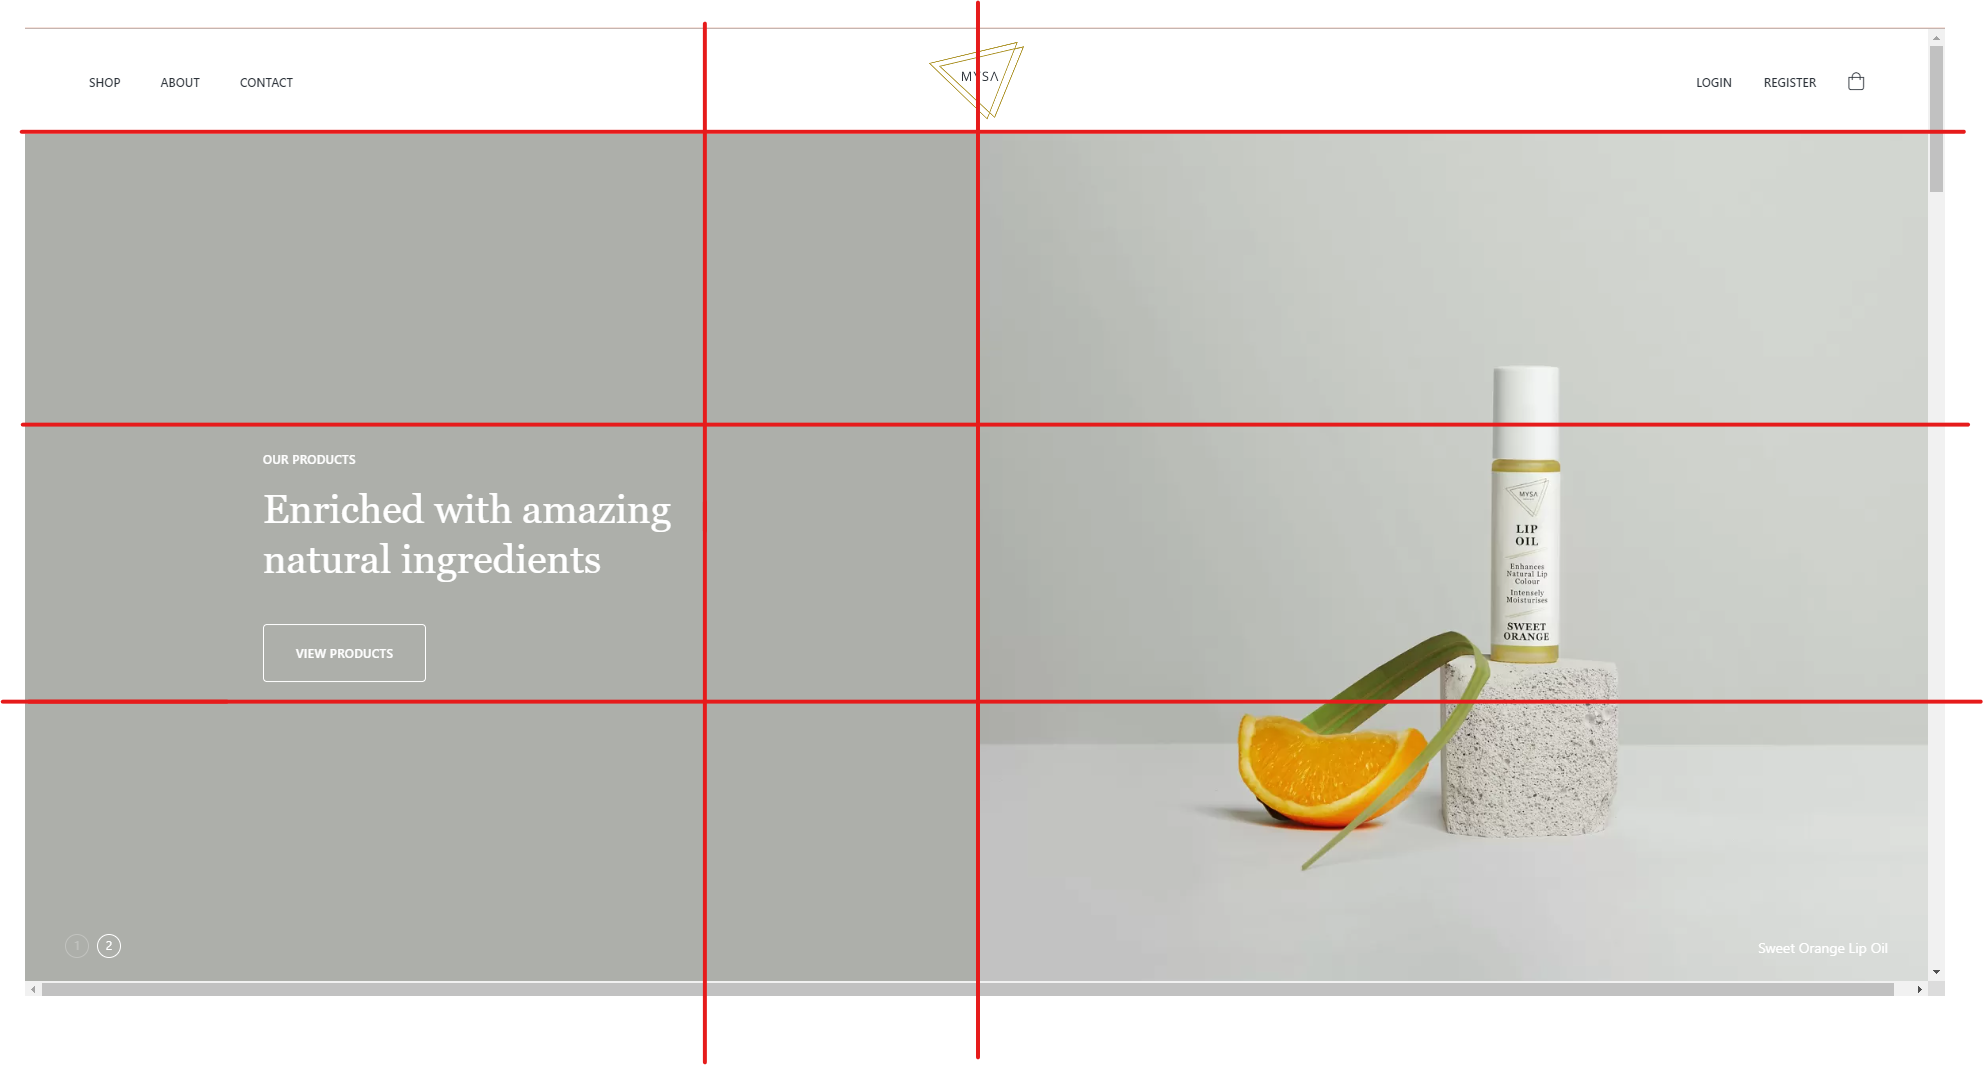 SHOP ABOUT CONTACT
MYSA
LOGIN REGISTER
OUR PRODUCTS
Enriched with amazing
natural ingredients
VIEW PRODUCTS
MYSA
LIP
OIL
Enhances
Natural Lip
Colour
Intensely
Moisturises
SWEET
ORANGE
1 2
Sweet Orange Lip Oil